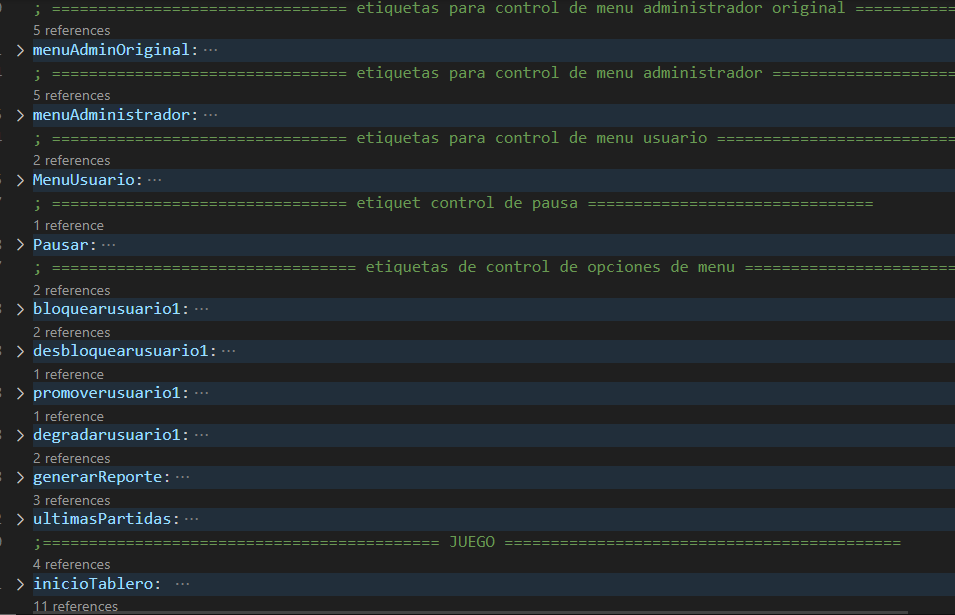 ; ================================ etiquetas para control de menu administrador original ===========
5 references
menuAdminOriginal: ···
; ================================ etiquetas para control de menu administrador ====================
5 references
menuAdministrador: ···
; ================================ etiquetas para control de menu usuario ==========================
2 references
MenuUsuario: ···
; ================================ etiquet control de pausa ===============================
1 reference
Pausar: ···
; ================================= etiquetas de control de opciones de menu =======================
2 references
bloquearusuario1: ···
2 references
desbloquearusuario1: ···
1 reference
promoverusuario1: ···
1 reference
degradarusuario1: ···
2 references
generarReporte: ···
3 references
ultimasPartidas: ···
;=========================================== JUEGO ===========================================
4 references
inicioTablero: ···
11 references